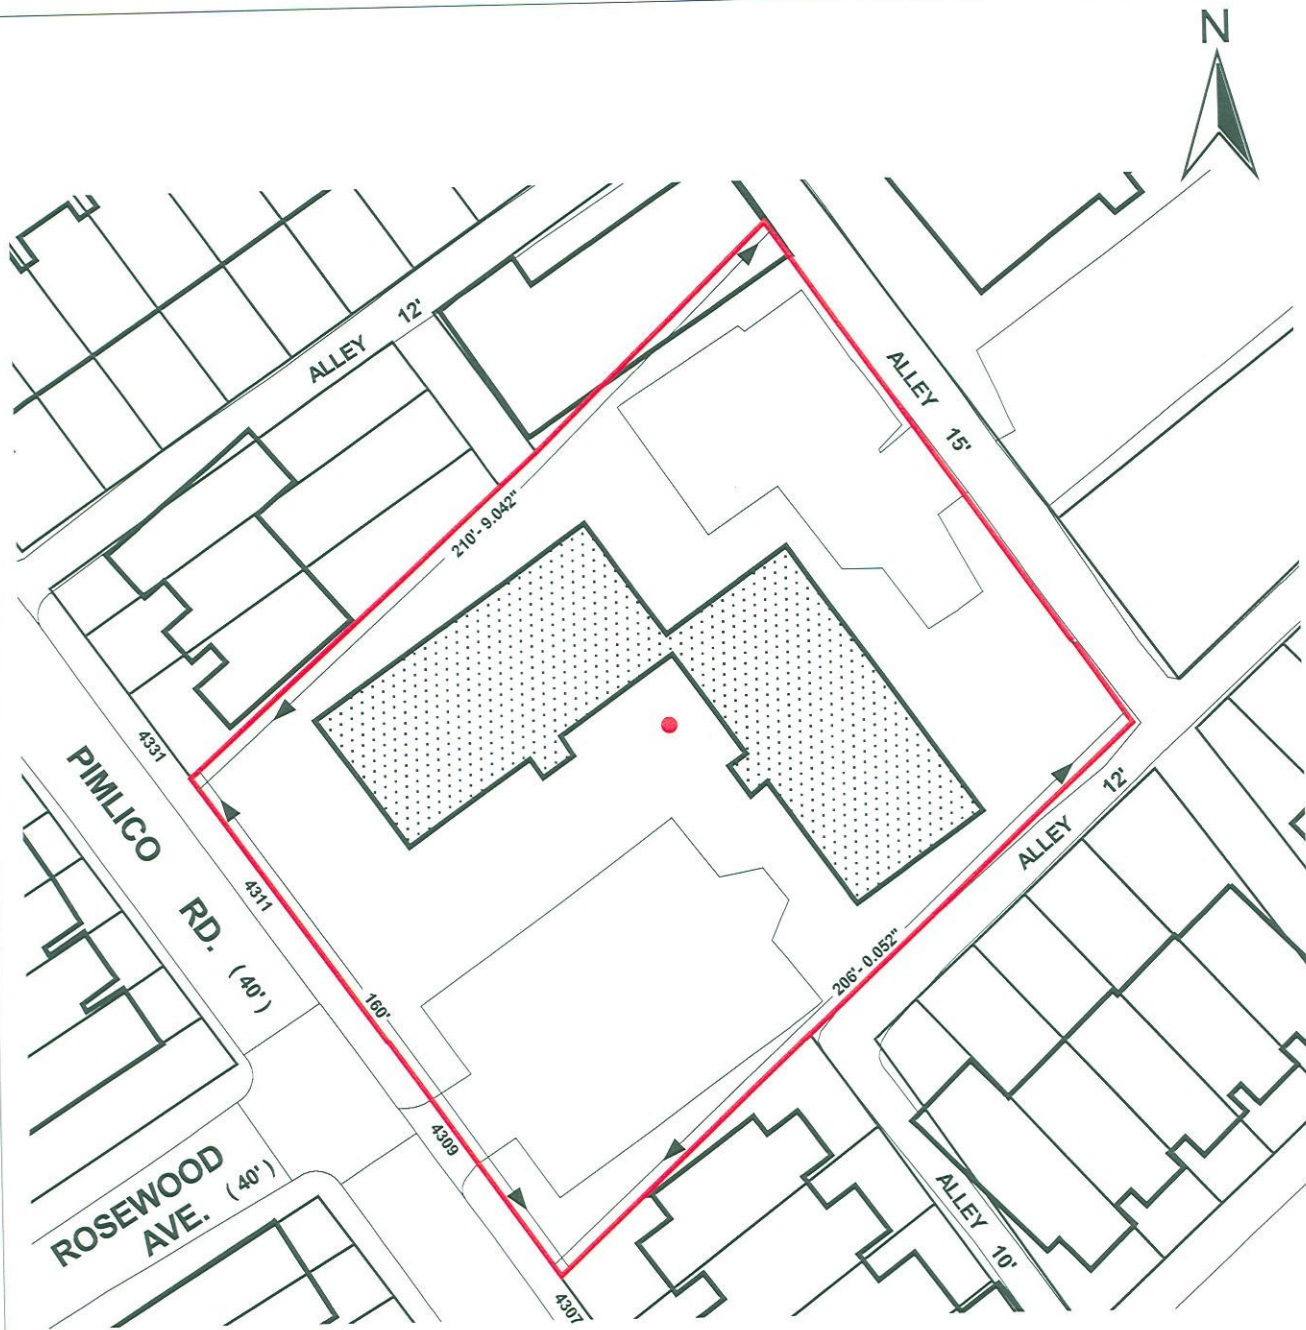 N
ALLEY 12'
ALLEY 15'
210'- 9.042"
4331
PIMLICO RD. (40')
4311
160'
ALLEY 12'
206'- 0.052"
4309
ROSEWOOD
AVE. (40')
ALLEY 10'
4307